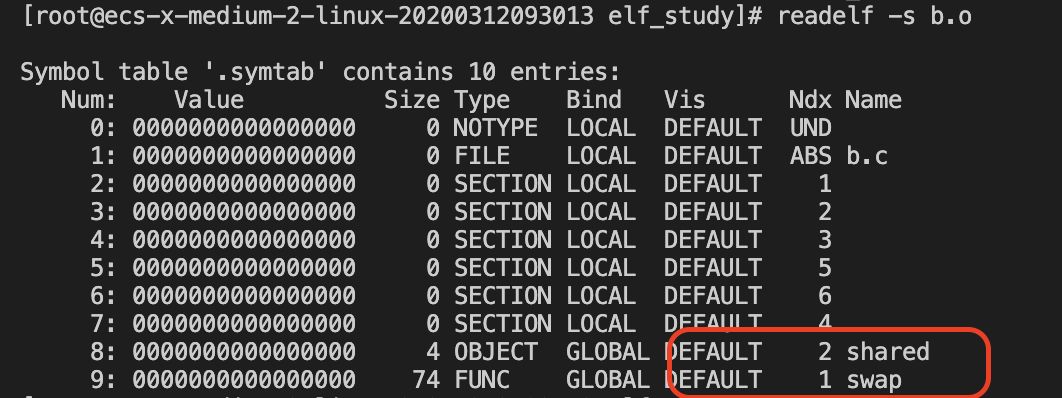 [root@ecs-x-medium-2-linux-20200312093013 elf_study]# readelf -s b.o
Symbol table '.symtab' contains 10 entries:
   Num:    Value          Size Type    Bind   Vis      Ndx Name
     0: 0000000000000000     0 NOTYPE  LOCAL  DEFAULT  UND
     1: 0000000000000000     0 FILE    LOCAL  DEFAULT  ABS b.c
     2: 0000000000000000     0 SECTION LOCAL  DEFAULT    1
     3: 0000000000000000     0 SECTION LOCAL  DEFAULT    2
     4: 0000000000000000     0 SECTION LOCAL  DEFAULT    3
     5: 0000000000000000     0 SECTION LOCAL  DEFAULT    5
     6: 0000000000000000     0 SECTION LOCAL  DEFAULT    6
     7: 0000000000000000     0 SECTION LOCAL  DEFAULT    4
     8: 0000000000000000     4 OBJECT  GLOBAL DEFAULT    2 shared
     9: 0000000000000000    74 FUNC    GLOBAL DEFAULT    1 swap